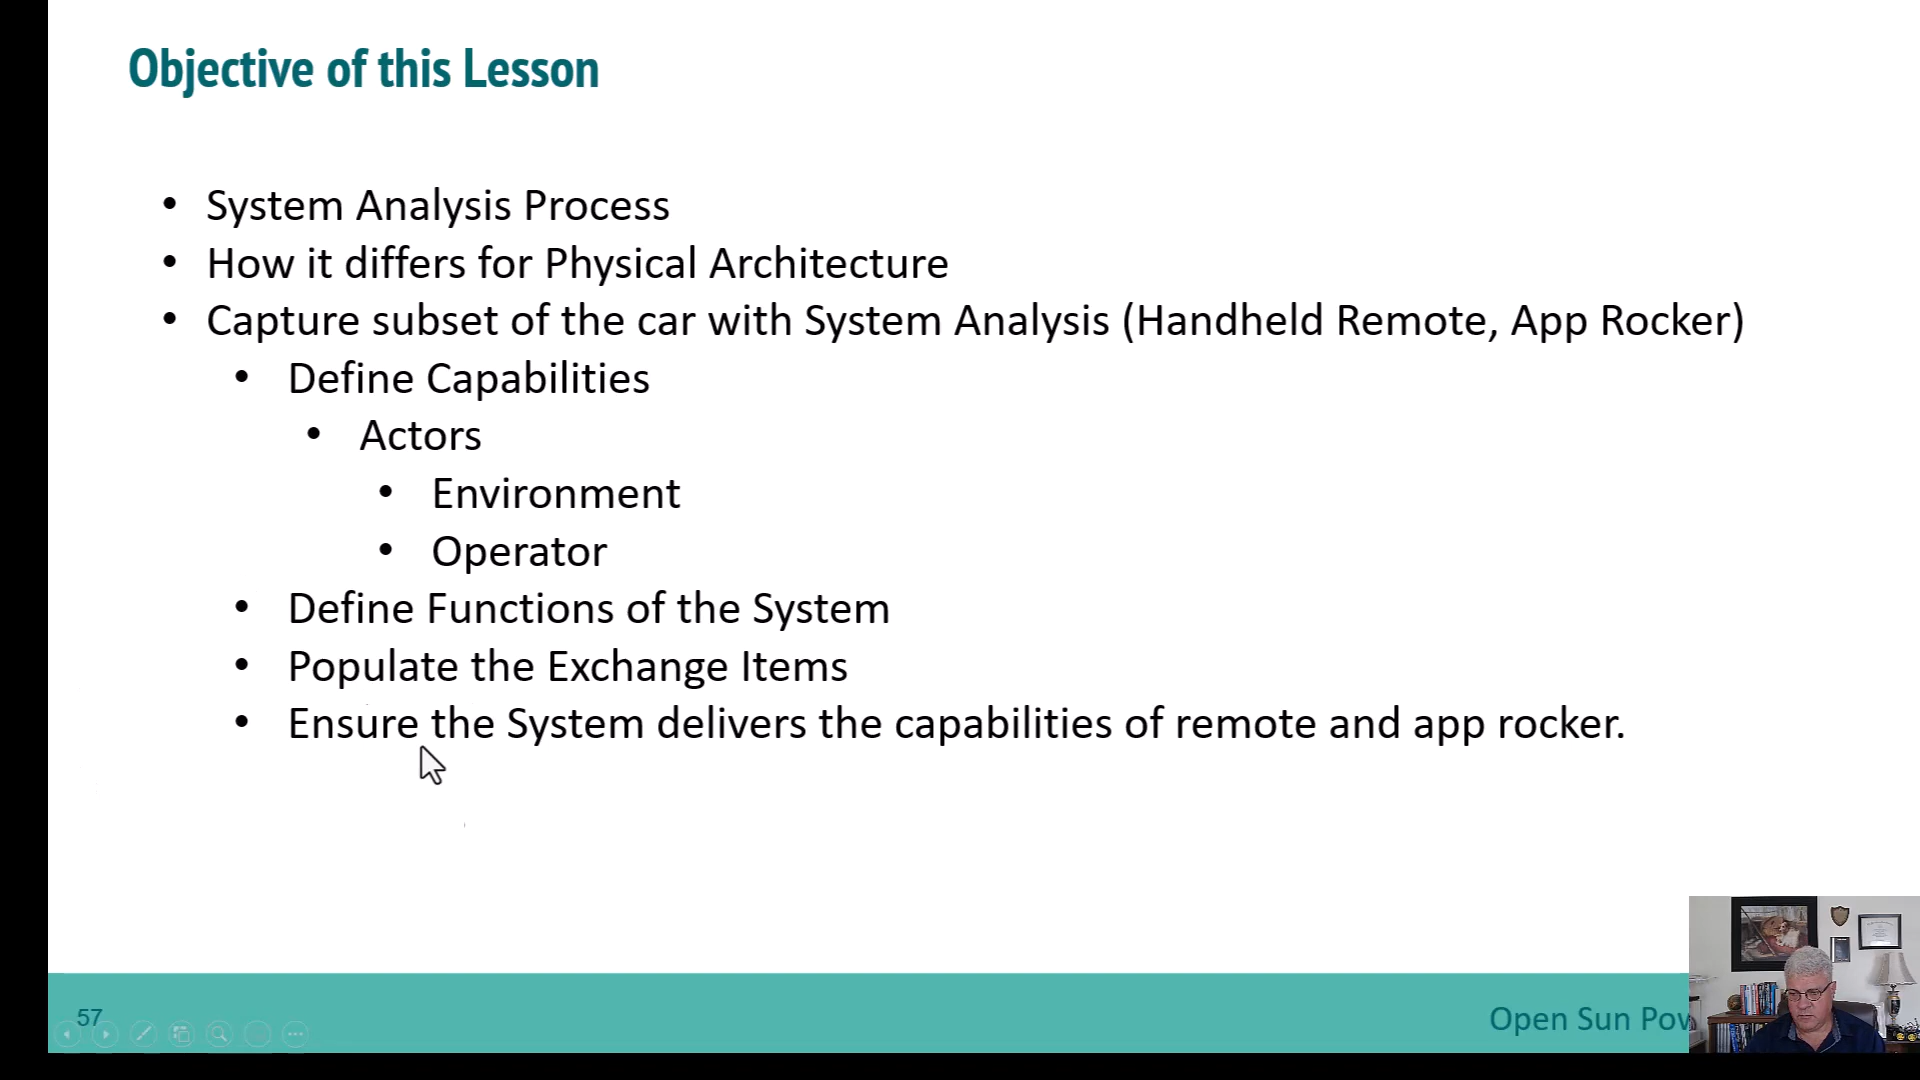 Objective of this Lesson
• System Analysis Process
• How it differs for Physical Architecture
• Capture subset of the car with System Analysis (Handheld Remote, App Rocker)
• Define Capabilities
• Actors
• Environment
• Operator
• Define Functions of the System
• Populate the Exchange Items
• Ensure the System delivers the capabilities of remote and app rocker.
57
Open Sun